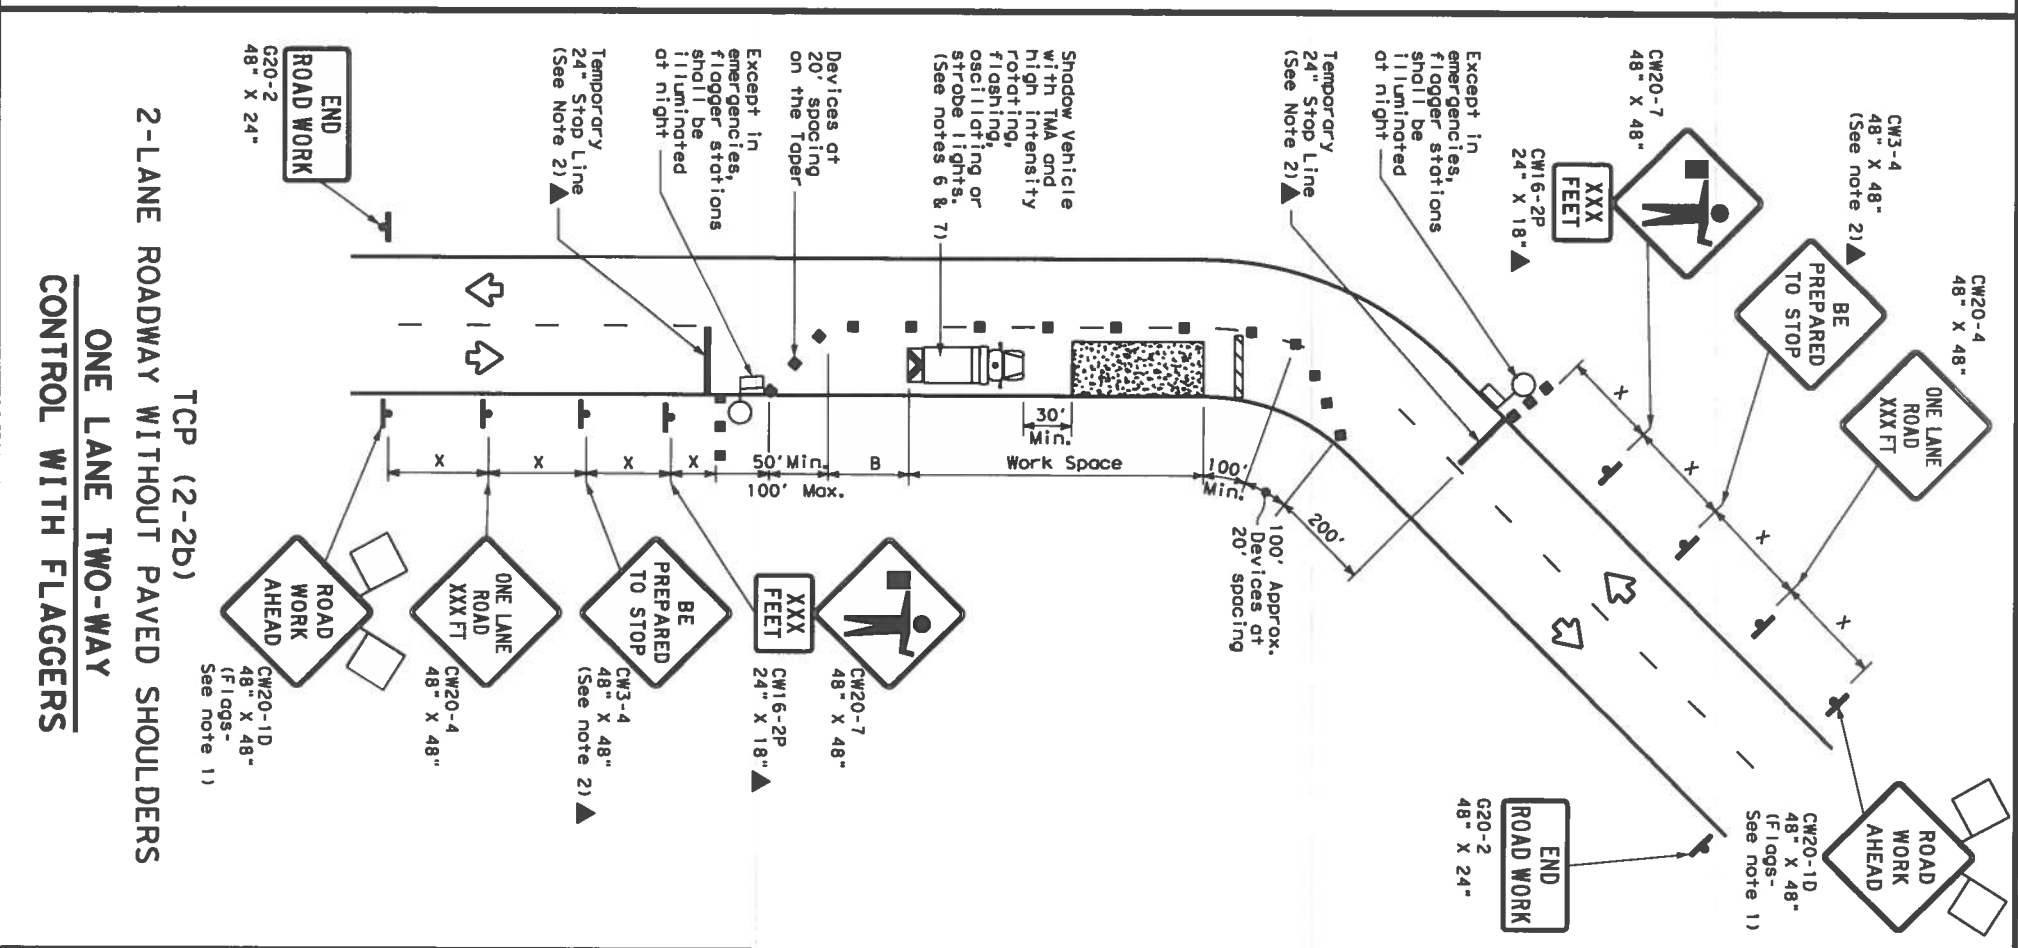 CW20-4
48" X 48"
ONE LANE
ROAD
XXX FT
CW3-4
48" X 48"
(See note 2)▲
BE
PREPARED
TO STOP
CW20-7
48" X 48"
XXX
FEET
CW16-2P
24" X 18"▲
Except in
emergencies,
flagger stations
shall be
illuminated
at night
Temporary
24" Stop Line
(See Note 2)▲
X
X
X
X
ROAD
WORK
AHEAD
CW20-1D
48" X 48"
(Flags-
See note 1)
END
ROAD WORK
G20-2
48" X 24"
200'
100' Approx.
Devices at
20' spacing
100'
Min.
Work Space
30'
Min.
B
50' Min.
100' Max.
X
X
X
X
Shadow Vehicle
with TMA and
high intensity
rotating,
flashing,
oscillating or
strobe lights.
(See notes 6 & 7)
Devices at
20' spacing
on the Taper
Except in
emergencies,
flagger stations
shall be
illuminated
at night
Temporary
24" Stop Line
(See Note 2)▲
END
ROAD WORK
G20-2
48" X 24"
CW20-7
48" X 48"
XXX
FEET
CW16-2P
24" X 18"▲
BE
PREPARED
TO STOP
CW3-4
48" X 48"
(See note 2)▲
ONE LANE
ROAD
XXX FT
CW20-4
48" X 48"
ROAD
WORK
AHEAD
CW20-1D
48" X 48"
(Flags-
See note 1)
TCP (2-2b)
2-LANE ROADWAY WITHOUT PAVED SHOULDERS
ONE LANE TWO-WAY
CONTROL WITH FLAGGERS